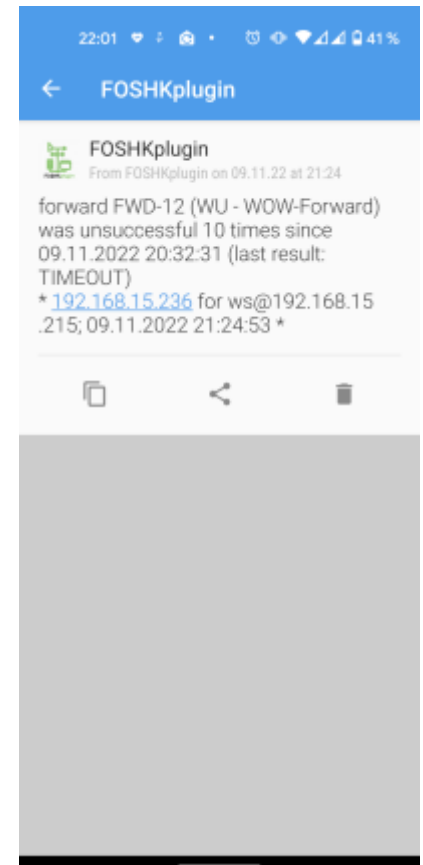 22:01 41%
FOSHKplugin
FOSHKplugin
From FOSHKplugin on 09.11.22 at 21:24
forward FWD-12 (WU - WOW-Forward)
was unsuccessful 10 times since
09.11.2022 20:32:31 (last result:
TIMEOUT)
* 192.168.15.236 for ws@192.168.15
.215; 09.11.2022 21:24:53 *